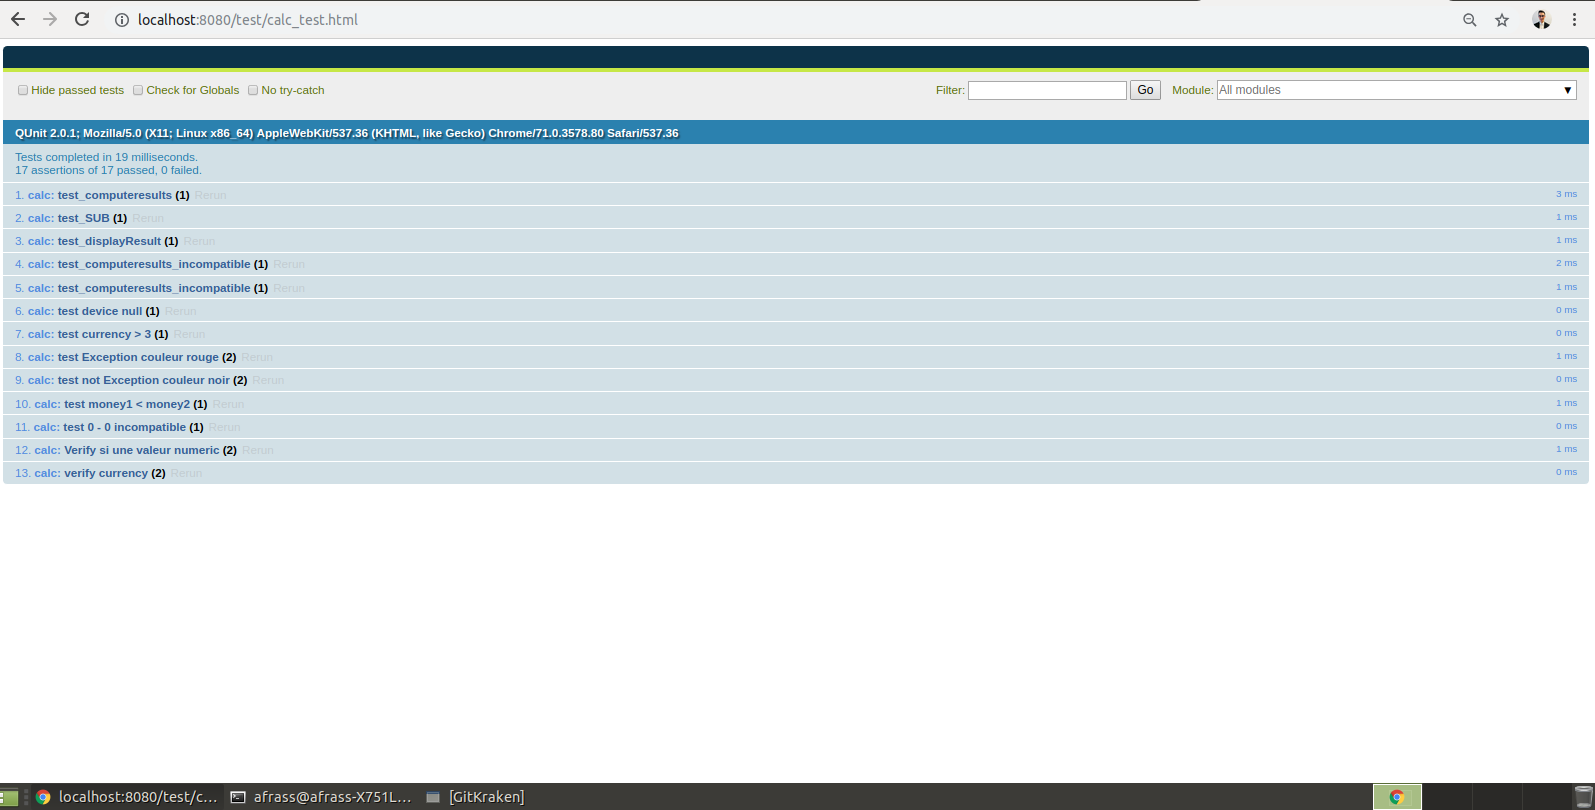 localhost:8080/test/calc_test.html
Hide passed tests Check for Globals No try-catch Filter: Go Module: All modules
QUnit 2.0.1; Mozilla/5.0 (X11; Linux x86_64) AppleWebKit/537.36 (KHTML, like Gecko) Chrome/71.0.3578.80 Safari/537.36
Tests completed in 19 milliseconds.
17 assertions of 17 passed, 0 failed.
1. calc: test_computeresults (1) Rerun 3 ms
2. calc: test_SUB (1) Rerun 1 ms
3. calc: test_displayResult (1) Rerun 1 ms
4. calc: test_computeresults_incompatible (1) Rerun 2 ms
5. calc: test_computeresults_incompatible (1) Rerun 1 ms
6. calc: test device null (1) Rerun 0 ms
7. calc: test currency > 3 (1) Rerun 0 ms
8. calc: test Exception couleur rouge (2) Rerun 1 ms
9. calc: test not Exception couleur noir (2) Rerun 0 ms
10. calc: test money1 < money2 (1) Rerun 1 ms
11. calc: test 0 - 0 incompatible (1) Rerun 0 ms
12. calc: Verify si une valeur numeric (2) Rerun 1 ms
13. calc: verify currency (2) Rerun 0 ms
localhost:8080/test/c... afrass@afrass-X751L... [GitKraken]